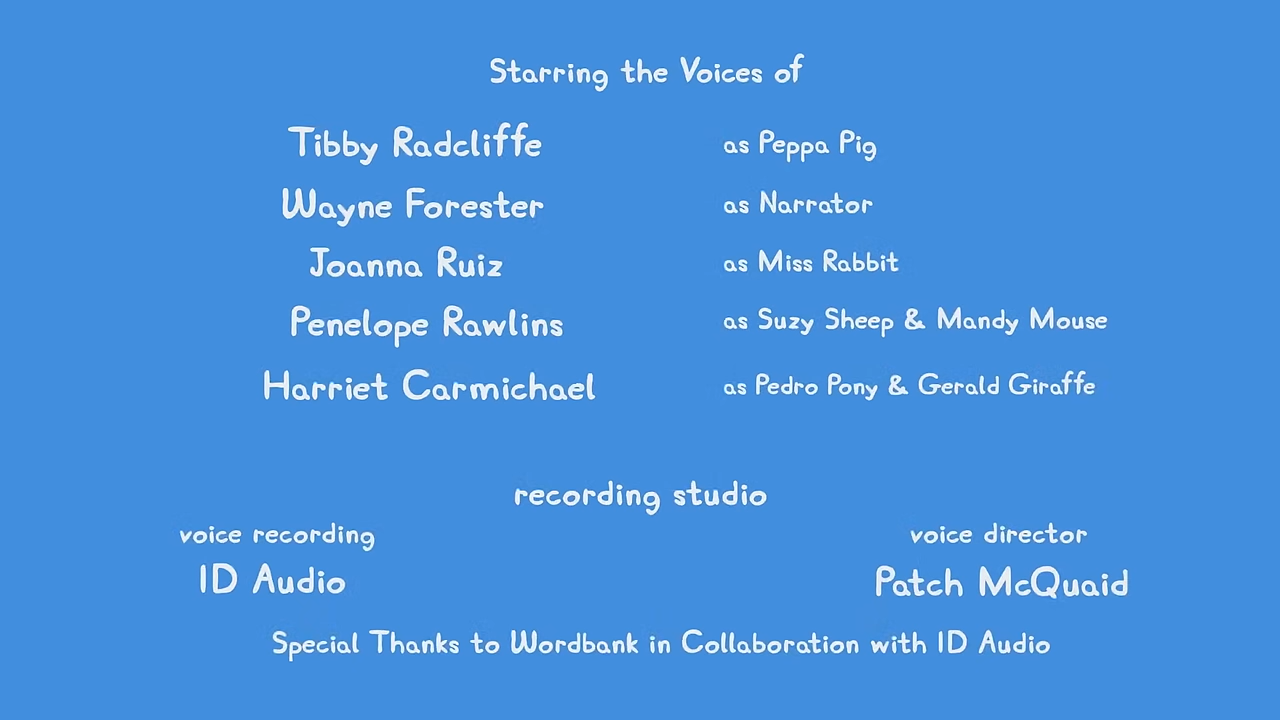 Starring the Voices of
Tibby Radcliffe as Peppa Pig
Wayne Forester as Narrator
Joanna Ruiz as Miss Rabbit
Penelope Rawlins as Suzy Sheep & Mandy Mouse
Harriet Carmichael as Pedro Pony & Gerald Giraffe
recording studio
voice recording voice director
ID Audio Patch McQuaid
Special Thanks to Wordbank in Collaboration with ID Audio